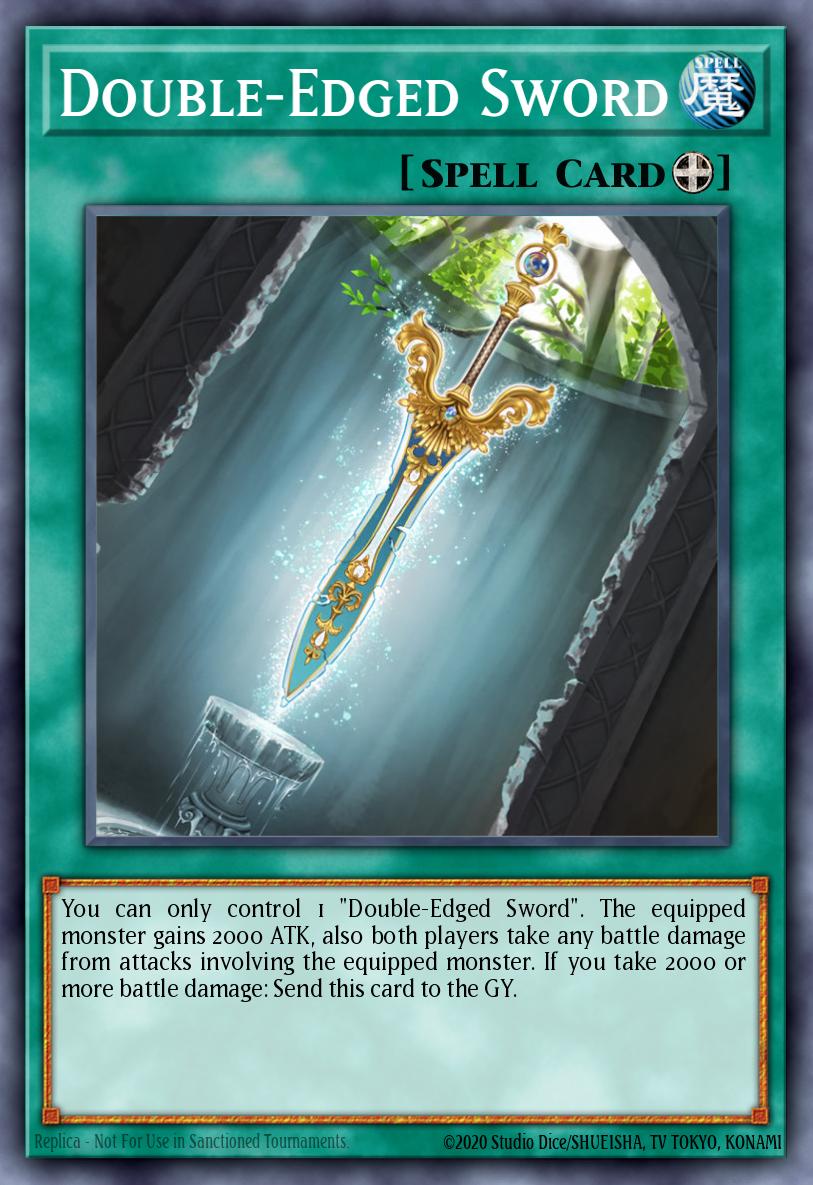 Double-Edged Sword
SPELL
魔
[Spell Card]
You can only control 1 "Double-Edged Sword". The equipped
monster gains 2000 ATK, also both players take any battle damage
from attacks involving the equipped monster. If you take 2000 or
more battle damage: Send this card to the GY.
Replica - Not For Use in Sanctioned Tournaments.
©2020 Studio Dice/SHUEISHA, TV TOKYO, KONAMI